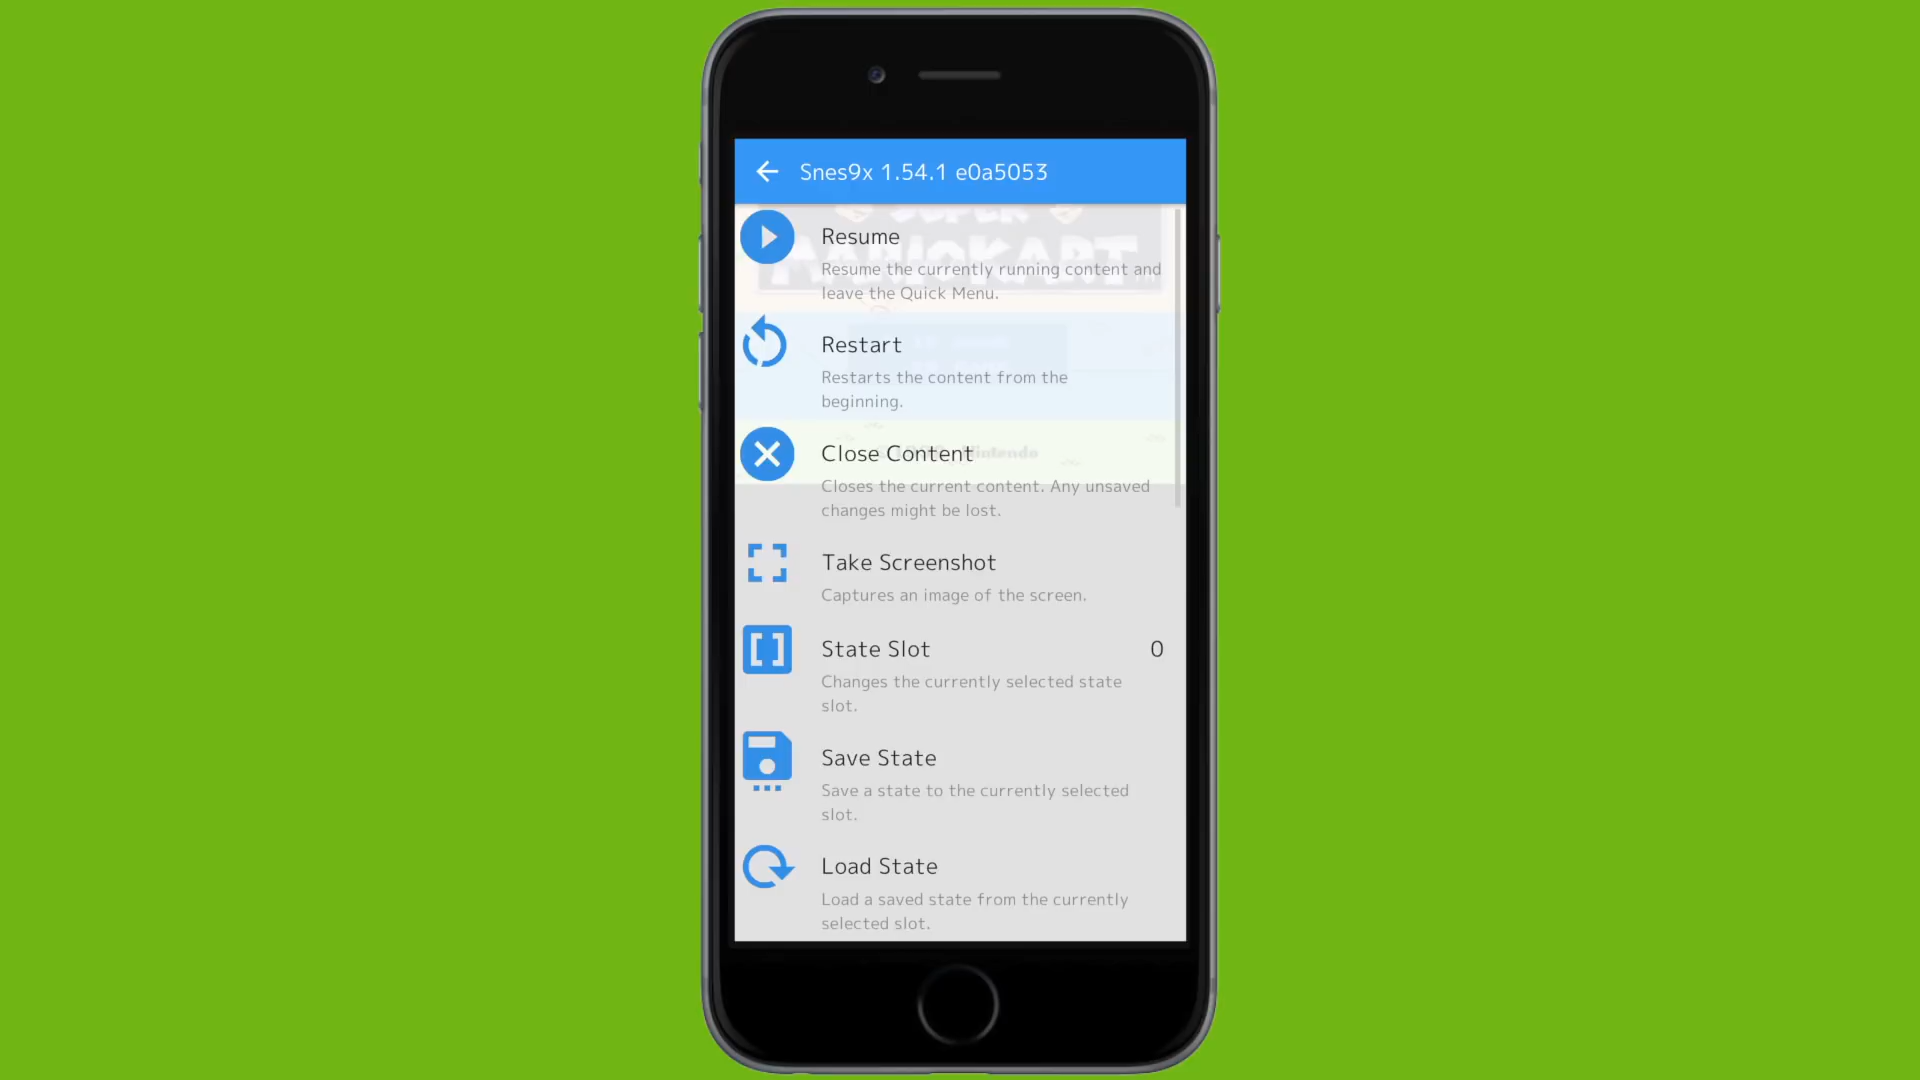 Snes9x 1.54.1 e0a5053
SUPER
MARIOKART
Resume
Resume the currently running content and
leave the Quick Menu.
Restart
Restarts the content from the
beginning.
Close Content
Nintendo
Closes the current content. Any unsaved
changes might be lost.
Take Screenshot
Captures an image of the screen.
State Slot 0
Changes the currently selected state
slot.
Save State
Save a state to the currently selected
slot.
Load State
Load a saved state from the currently
selected slot.